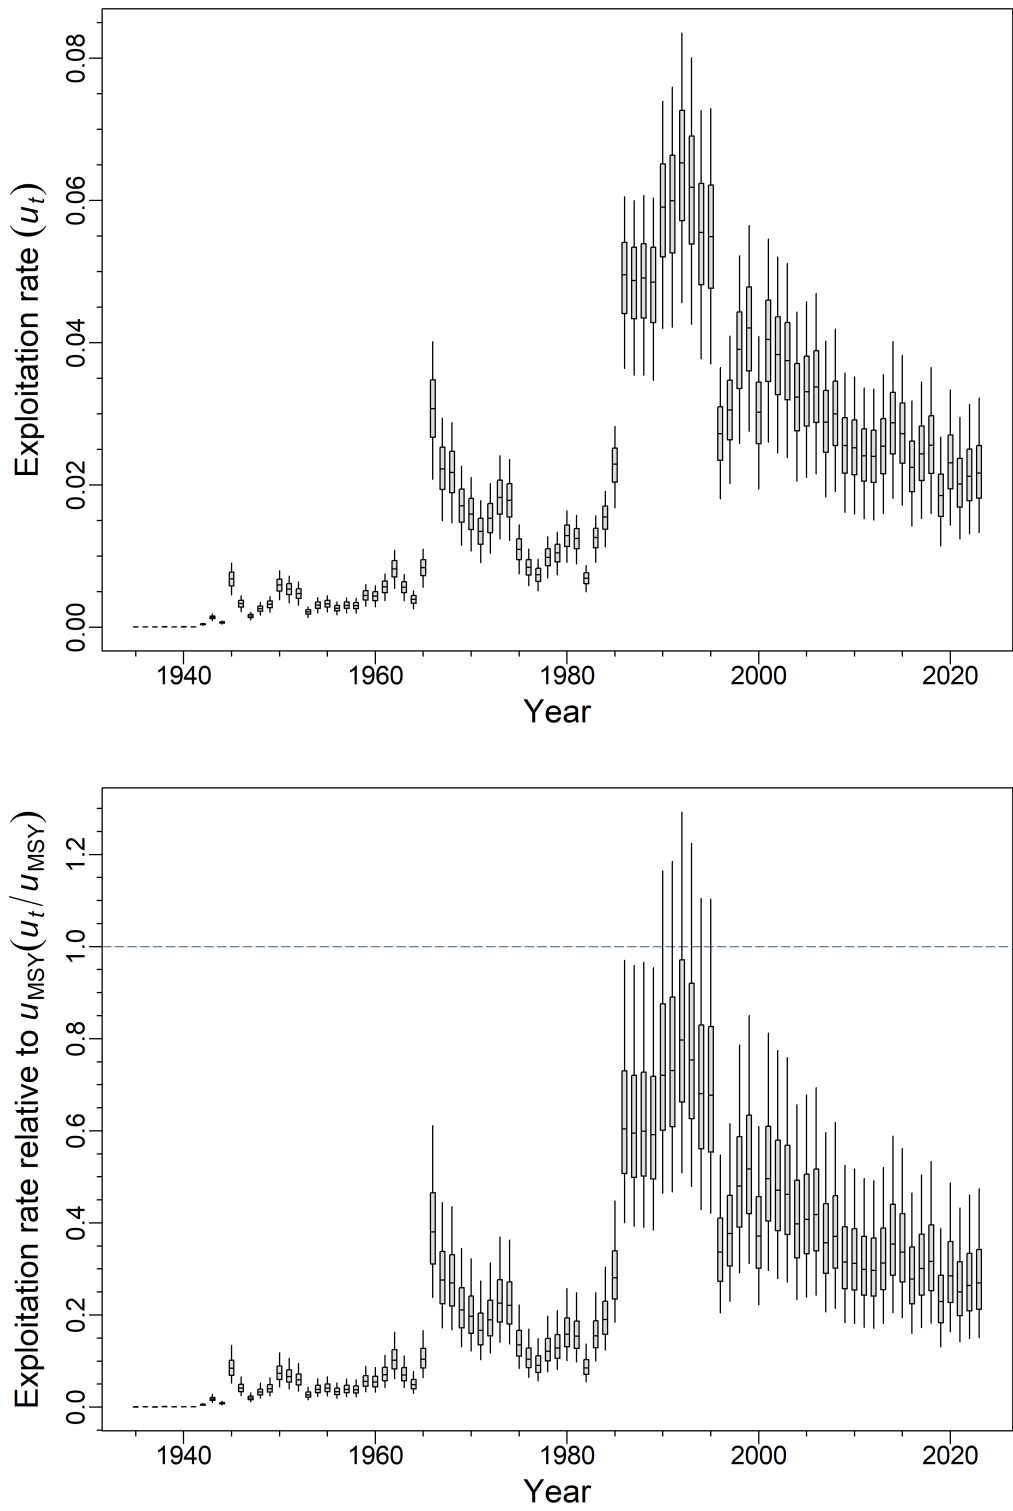 Exploitation rate (u_t)
0.08
0.06
0.04
0.02
0.00
1940 1960 1980 2000 2020
Year
Exploitation rate relative to u_MSY (u_t / u_MSY)
1.2
1.0
0.8
0.6
0.4
0.2
0.0
1940 1960 1980 2000 2020
Year